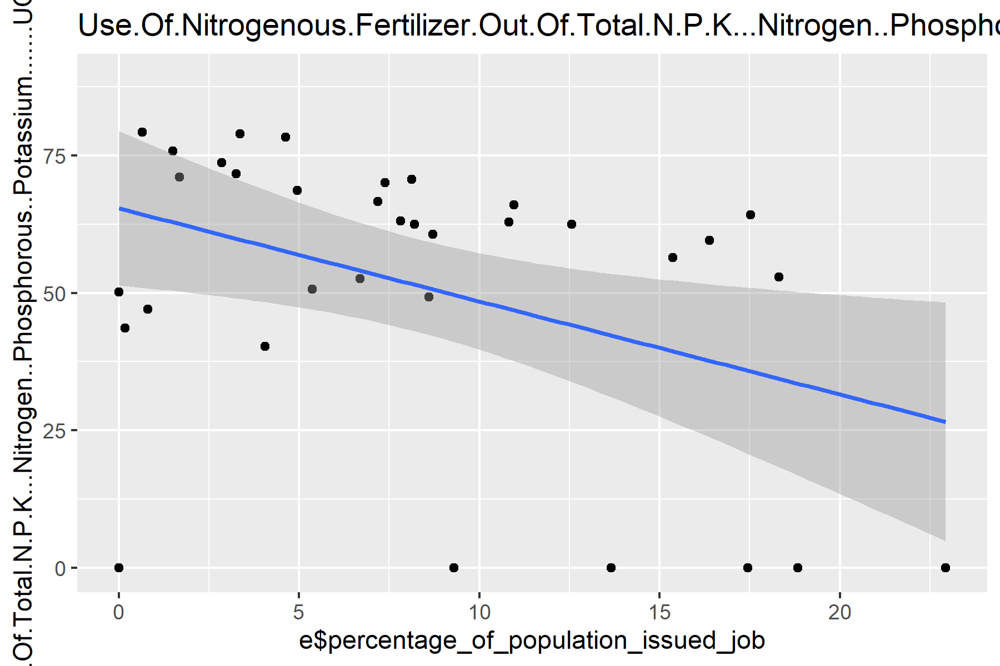 Use.Of.Nitrogenous.Fertilizer.Out.Of.Total.N.P.K...Nitrogen..Phospho
.Of.Total.N.P.K...Nitrogen..Phosphorous..Potassium......UO
75
50
25
0
0 5 10 15 20
e$percentage_of_population_issued_job